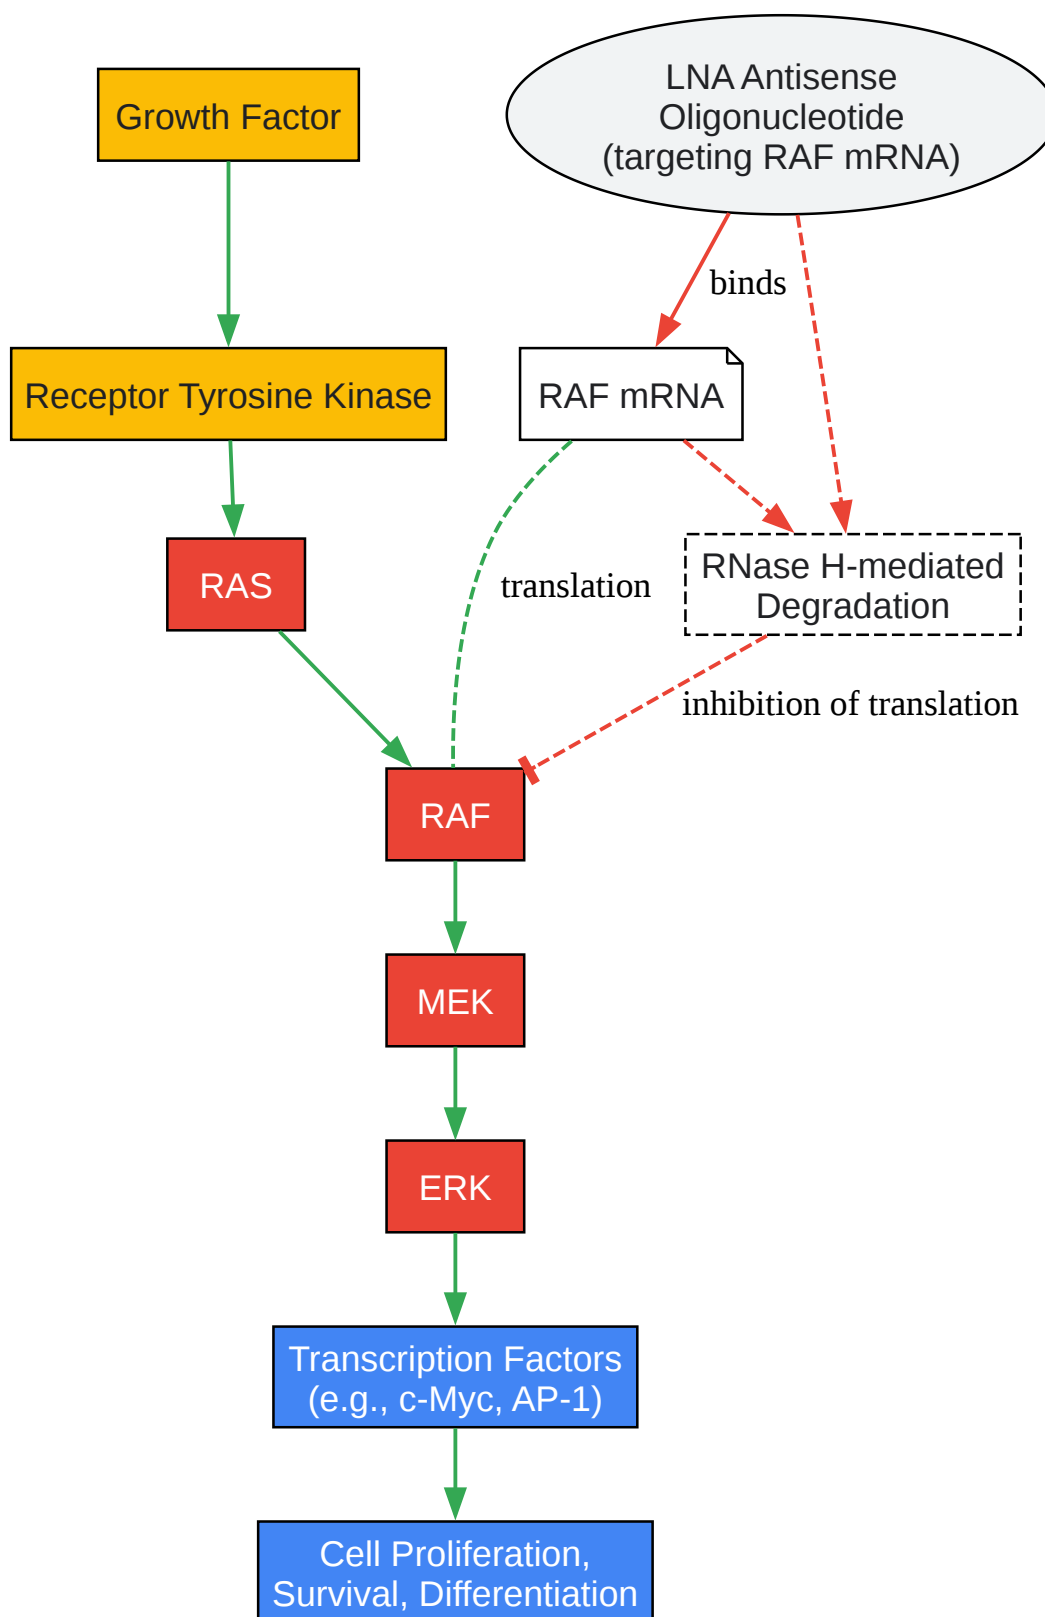 Growth Factor
LNA Antisense
Oligonucleotide
(targeting RAF mRNA)
binds
Receptor Tyrosine Kinase
RAF mRNA
RAS
translation
RNase H-mediated
Degradation
inhibition of translation
RAF
MEK
ERK
Transcription Factors
(e.g., c-Myc, AP-1)
Cell Proliferation,
Survival, Differentiation